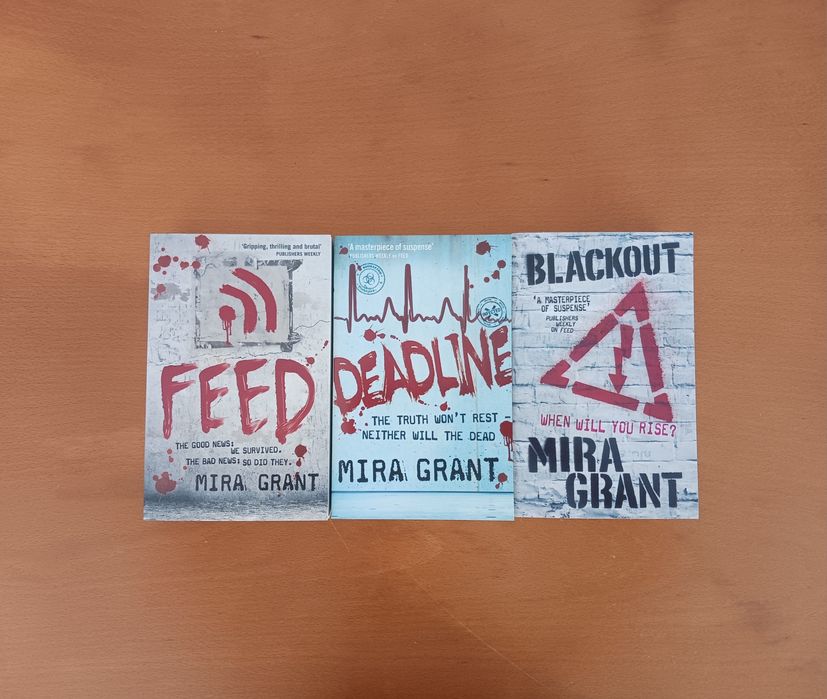 'Gripping, thrilling and brutal'
PUBLISHERS WEEKLY
FEED
THE GOOD NEWS:
WE SURVIVED.
THE BAD NEWS: SO DID THEY.
MIRA GRANT
'A masterpiece of suspense'
PUBLISHERS WEEKLY on FEED
DEADLINE
THE TRUTH WON'T REST –
NEITHER WILL THE DEAD
MIRA GRANT
BLACKOUT
'A MASTERPIECE
OF SUSPENSE'
PUBLISHERS
WEEKLY
ON FEED
WHEN WILL YOU RISE?
MIRA
GRANT